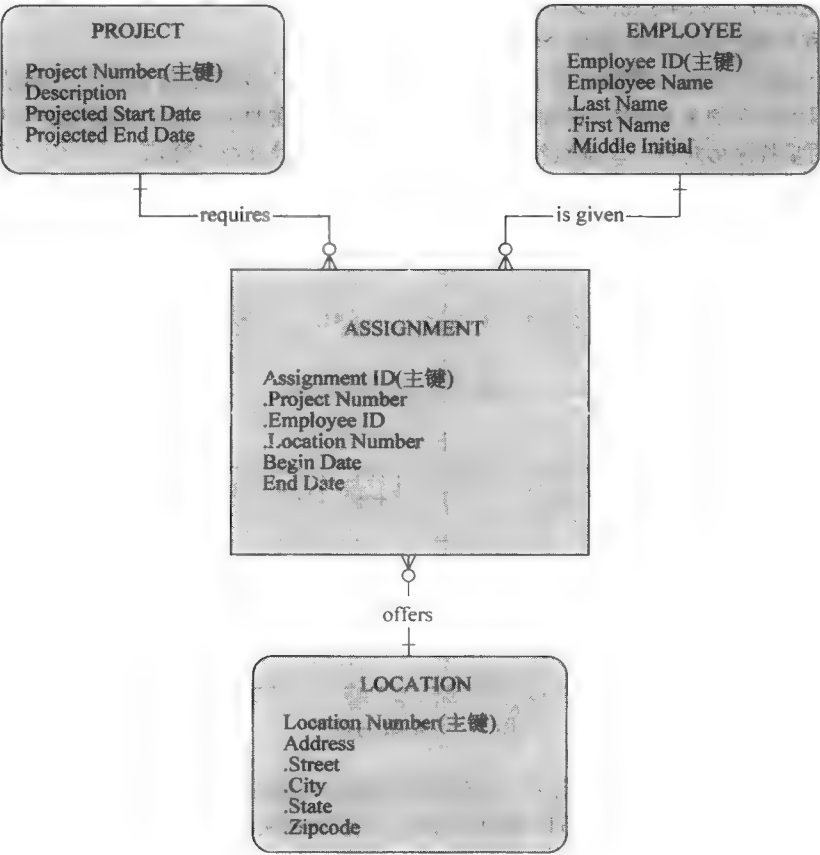 PROJECT
Project Number(主键)
Description
Projected Start Date
Projected End Date
EMPLOYEE
Employee ID(主键)
Employee Name
.Last Name
.First Name
.Middle Initial
requires
is given
ASSIGNMENT
Assignment ID(主键)
.Project Number
.Employee ID
.Location Number
Begin Date
End Date
offers
LOCATION
Location Number(主键)
Address
.Street
.City
.State
.Zipcode